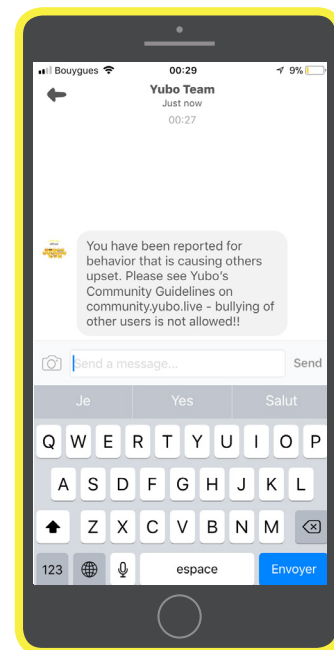 Bouygues 00:29 9%
Yubo Team
Just now
00:27
You have been reported for
behavior that is causing others
upset. Please see Yubo's
Community Guidelines on
community.yubo.live - bullying of
other users is not allowed!!
Send a message... Send
Je Yes Salut
Q W E R T Y U I O P
A S D F G H J K L
Z X C V B N M
123 espace Envoyer